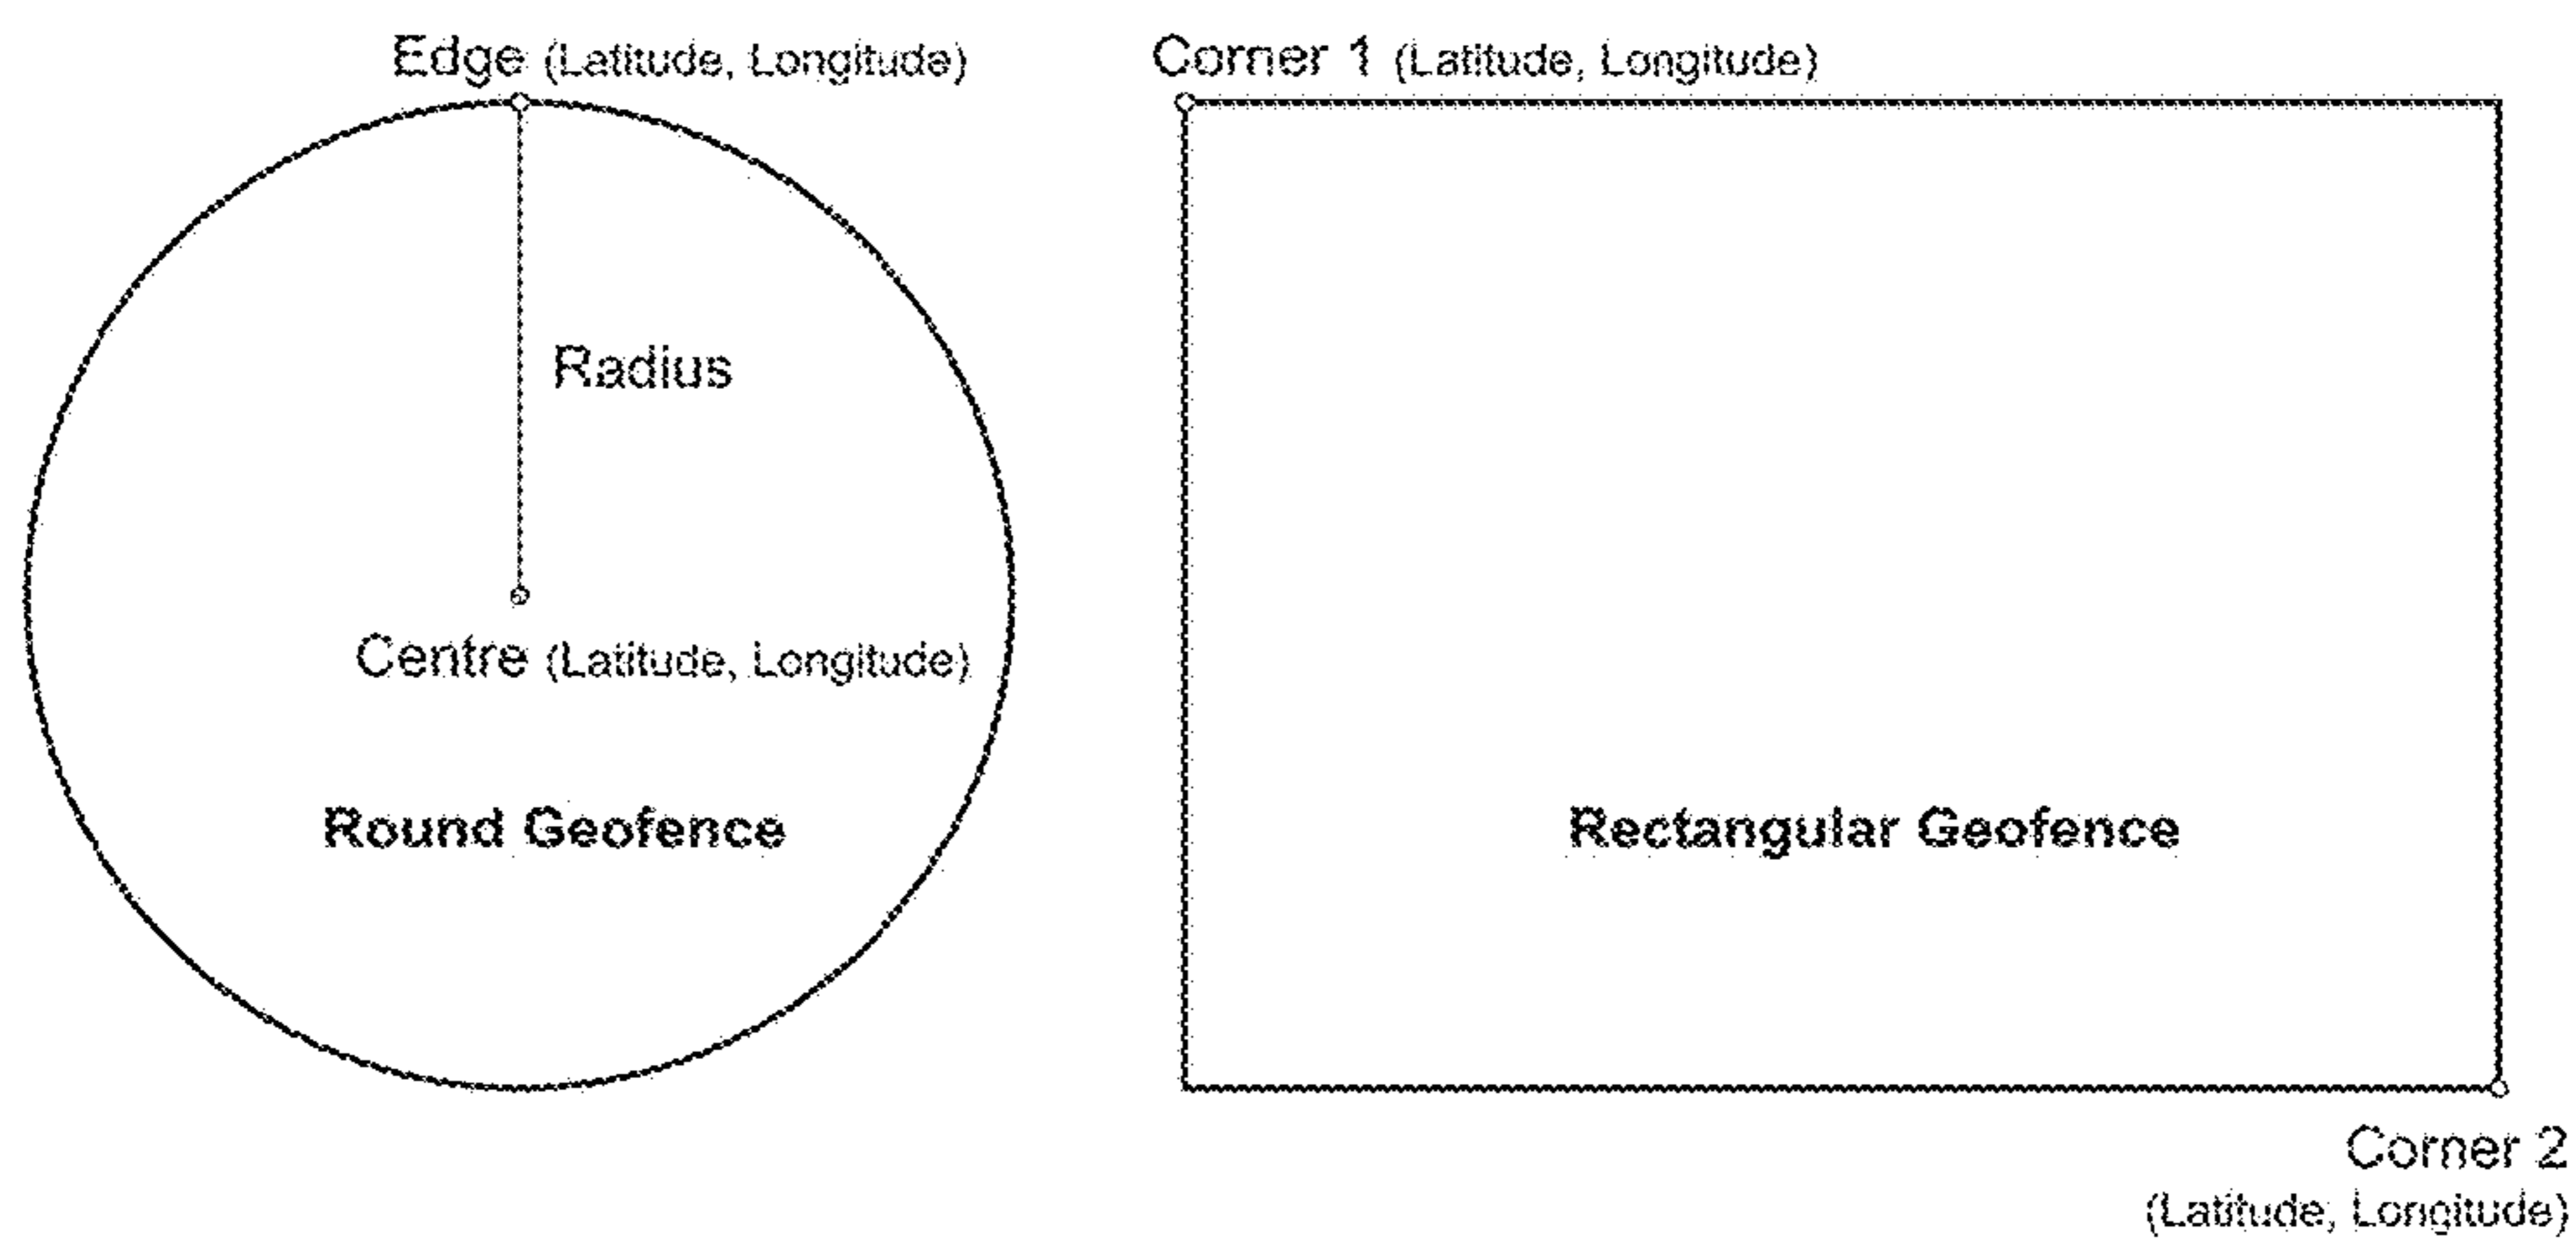 Edge (Latitude, Longitude)
Radius
Centre (Latitude, Longitude)
Round Geofence
Corner 1 (Latitude, Longitude)
Rectangular Geofence
Corner 2
(Latitude, Longitude)